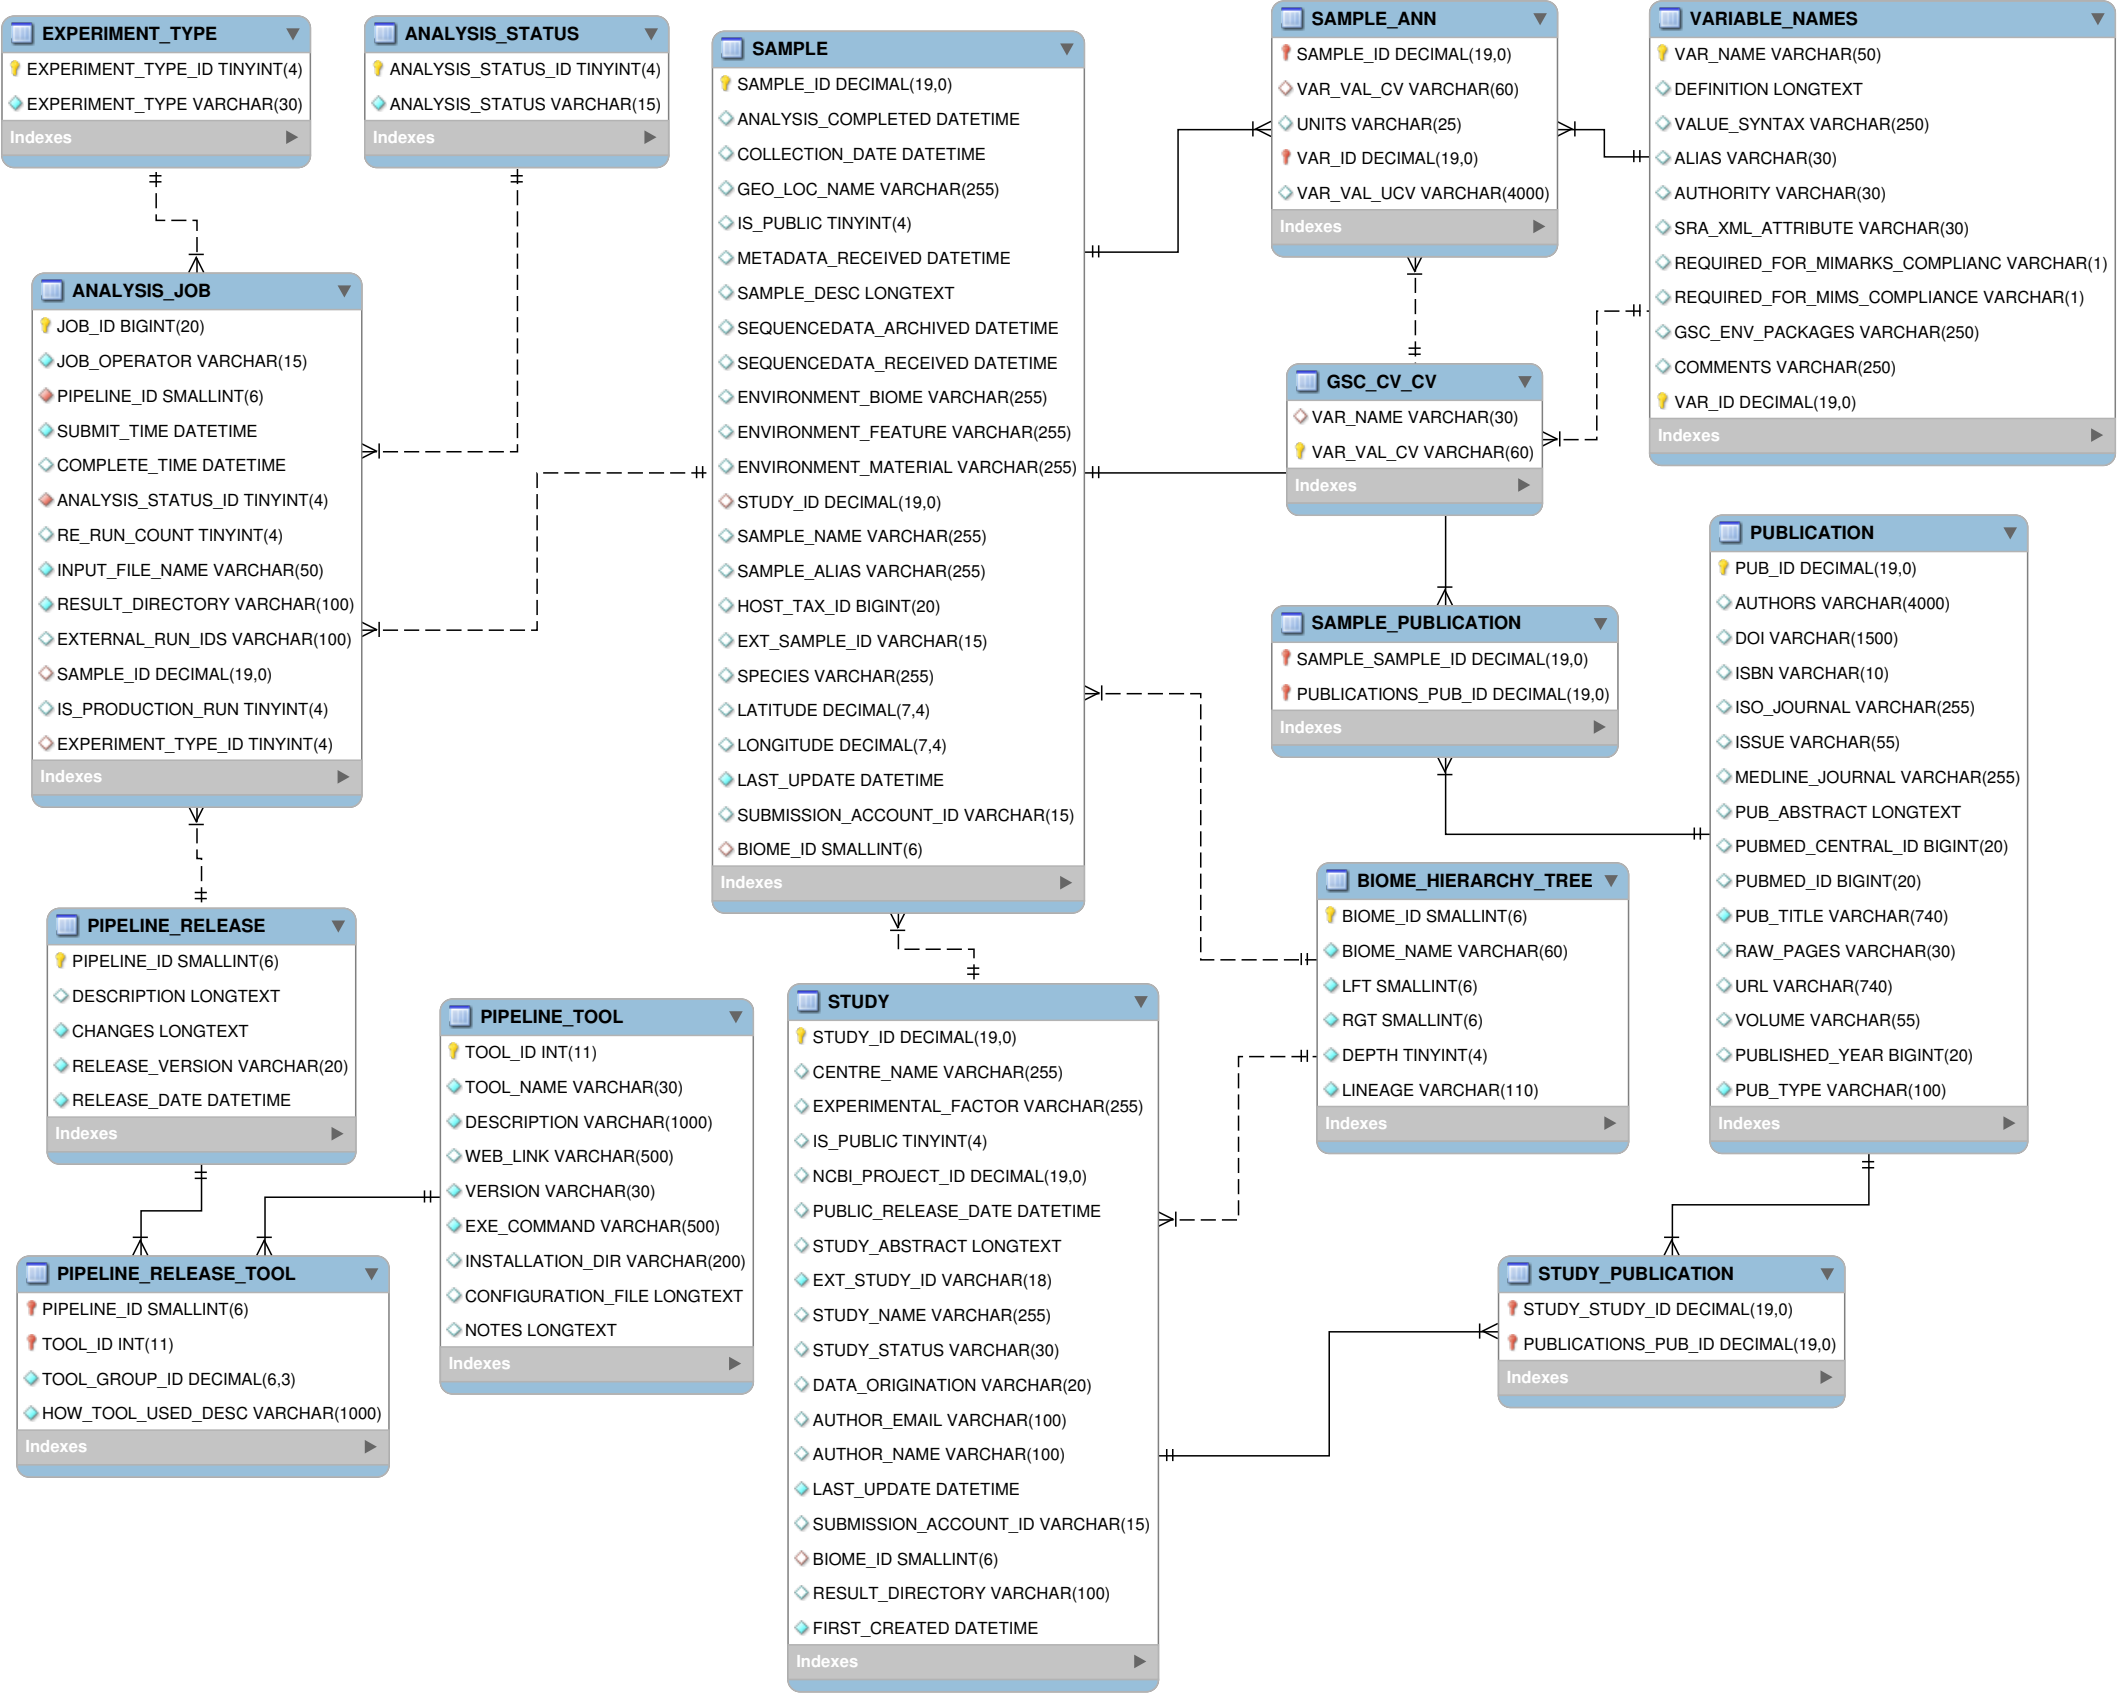 EXPERIMENT_TYPE
EXPERIMENT_TYPE_ID TINYINT(4)
EXPERIMENT_TYPE VARCHAR(30)
Indexes
ANALYSIS_STATUS
ANALYSIS_STATUS_ID TINYINT(4)
ANALYSIS_STATUS VARCHAR(15)
Indexes
SAMPLE
SAMPLE_ID DECIMAL(19,0)
ANALYSIS_COMPLETED DATETIME
COLLECTION_DATE DATETIME
GEO_LOC_NAME VARCHAR(255)
IS_PUBLIC TINYINT(4)
METADATA_RECEIVED DATETIME
SAMPLE_DESC LONGTEXT
SEQUENCEDATA_ARCHIVED DATETIME
SEQUENCEDATA_RECEIVED DATETIME
ENVIRONMENT_BIOME VARCHAR(255)
ENVIRONMENT_FEATURE VARCHAR(255)
ENVIRONMENT_MATERIAL VARCHAR(255)
STUDY_ID DECIMAL(19,0)
SAMPLE_NAME VARCHAR(255)
SAMPLE_ALIAS VARCHAR(255)
HOST_TAX_ID BIGINT(20)
EXT_SAMPLE_ID VARCHAR(15)
SPECIES VARCHAR(255)
LATITUDE DECIMAL(7,4)
LONGITUDE DECIMAL(7,4)
LAST_UPDATE DATETIME
SUBMISSION_ACCOUNT_ID VARCHAR(15)
BIOME_ID SMALLINT(6)
Indexes
SAMPLE_ANN
SAMPLE_ID DECIMAL(19,0)
VAR_VAL_CV VARCHAR(60)
UNITS VARCHAR(25)
VAR_ID DECIMAL(19,0)
VAR_VAL_UCV VARCHAR(4000)
Indexes
VARIABLE_NAMES
VAR_NAME VARCHAR(50)
DEFINITION LONGTEXT
VALUE_SYNTAX VARCHAR(250)
ALIAS VARCHAR(30)
AUTHORITY VARCHAR(30)
SRA_XML_ATTRIBUTE VARCHAR(30)
REQUIRED_FOR_MIMARKS_COMPLIANC VARCHAR(1)
REQUIRED_FOR_MIMS_COMPLIANCE VARCHAR(1)
GSC_ENV_PACKAGES VARCHAR(250)
COMMENTS VARCHAR(250)
VAR_ID DECIMAL(19,0)
Indexes
ANALYSIS_JOB
JOB_ID BIGINT(20)
JOB_OPERATOR VARCHAR(15)
PIPELINE_ID SMALLINT(6)
SUBMIT_TIME DATETIME
COMPLETE_TIME DATETIME
ANALYSIS_STATUS_ID TINYINT(4)
RE_RUN_COUNT TINYINT(4)
INPUT_FILE_NAME VARCHAR(50)
RESULT_DIRECTORY VARCHAR(100)
EXTERNAL_RUN_IDS VARCHAR(100)
SAMPLE_ID DECIMAL(19,0)
IS_PRODUCTION_RUN TINYINT(4)
EXPERIMENT_TYPE_ID TINYINT(4)
Indexes
GSC_CV_CV
VAR_NAME VARCHAR(30)
VAR_VAL_CV VARCHAR(60)
Indexes
SAMPLE_PUBLICATION
SAMPLE_SAMPLE_ID DECIMAL(19,0)
PUBLICATIONS_PUB_ID DECIMAL(19,0)
Indexes
PUBLICATION
PUB_ID DECIMAL(19,0)
AUTHORS VARCHAR(4000)
DOI VARCHAR(1500)
ISBN VARCHAR(10)
ISO_JOURNAL VARCHAR(255)
ISSUE VARCHAR(55)
MEDLINE_JOURNAL VARCHAR(255)
PUB_ABSTRACT LONGTEXT
PUBMED_CENTRAL_ID BIGINT(20)
PUBMED_ID BIGINT(20)
PUB_TITLE VARCHAR(740)
RAW_PAGES VARCHAR(30)
URL VARCHAR(740)
VOLUME VARCHAR(55)
PUBLISHED_YEAR BIGINT(20)
PUB_TYPE VARCHAR(100)
Indexes
BIOME_HIERARCHY_TREE
BIOME_ID SMALLINT(6)
BIOME_NAME VARCHAR(60)
LFT SMALLINT(6)
RGT SMALLINT(6)
DEPTH TINYINT(4)
LINEAGE VARCHAR(110)
Indexes
PIPELINE_RELEASE
PIPELINE_ID SMALLINT(6)
DESCRIPTION LONGTEXT
CHANGES LONGTEXT
RELEASE_VERSION VARCHAR(20)
RELEASE_DATE DATETIME
Indexes
PIPELINE_TOOL
TOOL_ID INT(11)
TOOL_NAME VARCHAR(30)
DESCRIPTION VARCHAR(1000)
WEB_LINK VARCHAR(500)
VERSION VARCHAR(30)
EXE_COMMAND VARCHAR(500)
INSTALLATION_DIR VARCHAR(200)
CONFIGURATION_FILE LONGTEXT
NOTES LONGTEXT
Indexes
STUDY
STUDY_ID DECIMAL(19,0)
CENTRE_NAME VARCHAR(255)
EXPERIMENTAL_FACTOR VARCHAR(255)
IS_PUBLIC TINYINT(4)
NCBI_PROJECT_ID DECIMAL(19,0)
PUBLIC_RELEASE_DATE DATETIME
STUDY_ABSTRACT LONGTEXT
EXT_STUDY_ID VARCHAR(18)
STUDY_NAME VARCHAR(255)
STUDY_STATUS VARCHAR(30)
DATA_ORIGINATION VARCHAR(20)
AUTHOR_EMAIL VARCHAR(100)
AUTHOR_NAME VARCHAR(100)
LAST_UPDATE DATETIME
SUBMISSION_ACCOUNT_ID VARCHAR(15)
BIOME_ID SMALLINT(6)
RESULT_DIRECTORY VARCHAR(100)
FIRST_CREATED DATETIME
Indexes
PIPELINE_RELEASE_TOOL
PIPELINE_ID SMALLINT(6)
TOOL_ID INT(11)
TOOL_GROUP_ID DECIMAL(6,3)
HOW_TOOL_USED_DESC VARCHAR(1000)
Indexes
STUDY_PUBLICATION
STUDY_STUDY_ID DECIMAL(19,0)
PUBLICATIONS_PUB_ID DECIMAL(19,0)
Indexes